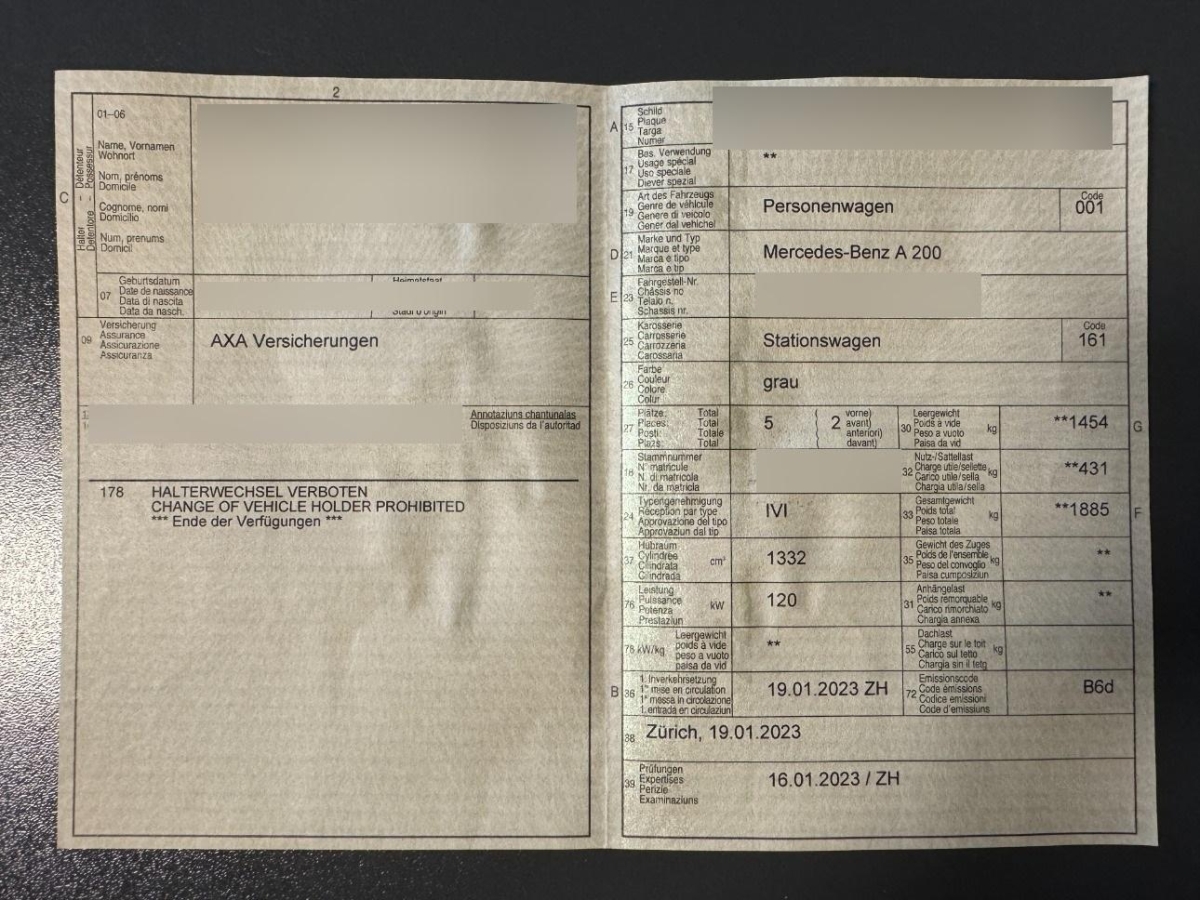 2
01-06
Name, Vornamen
Wohnort
Nom, prénoms
Domicile
Cognome, nomi
Domicilio
Num, prenums
Domicil
C
Halter - Détenteur
Detentore - Possessur
07
Geburtsdatum
Date de naissance
Data di nascita
Data da nasch.
Heimatstaat
09
Versicherung
Assurance
Assicurazione
Assicuranza
AXA Versicherungen
Annotaziuns chantunalas
Disposiziuns da l'autoritad
178 HALTERWECHSEL VERBOTEN
CHANGE OF VEHICLE HOLDER PROHIBITED
*** Ende der Verfügungen ***
A 15
Schild
Plaque
Targa
Numer
17
Bes. Verwendung
Usage spécial
Uso speciale
Diever spezial
**
19
Art des Fahrzeugs
Genre de véhicule
Genere di veicolo
Gener dal vehichel
Personenwagen
Code
001
D 21
Marke und Typ
Marque et type
Marca e tipo
Marca e tip
Mercedes-Benz A 200
E 23
Fahrgestell-Nr.
Châssis no
Telaio n.
Schassis nr.
25
Karosserie
Carrosserie
Carrozzeria
Carossaria
Stationswagen
Code
161
26
Farbe
Couleur
Colore
Colur
grau
27
Plätze: Total
Places: Total
Posti: Totale
Plazs: Total
5 ( 2 vorne)
avant)
anteriori)
davant)
30
Leergewicht
Poids à vide
Peso a vuoto
Paisa da vid
kg
**1454
G
18
Stammnummer
N° matricule
N. di matricola
Nr. da matricla
32
Nutz-/Sattellast
Charge utile/sellette
Carico utile/sella
Chargia utila/sella
kg
**431
24
Typengenehmigung
Réception par type
Approvazione del tipo
Approvaziun dal tip
IVI
33
Gesamtgewicht
Poids total
Peso totale
Paisa totala
kg
**1885
F
37
Hubraum
Cylindrée
Cilindrata
Cilindrada
cm³
1332
35
Gewicht des Zuges
Poids de l'ensemble
Peso del convoglio
Paisa cumposiziun
kg
**
76
Leistung
Puissance
Potenza
Prestaziun
kW
120
31
Anhängelast
Poids remorquable
Carico rimorchiato
Chargia annexa
kg
**
78 kW/kg
Leergewicht
poids à vide
peso a vuoto
paisa da vid
**
55
Dachlast
Charge sur le toit
Carico sul tetto
Chargia sin il tetg
kg
B 36
1. Inverkehrsetzung
1re mise en circulation
1a messa in circolazione
1. entrada en circulaziun
19.01.2023 ZH
72
Emissionscode
Code émissions
Codice emissioni
Code d'emissiuns
B6d
38
Zürich, 19.01.2023
39
Prüfungen
Expertises
Perizie
Examinaziuns
16.01.2023 / ZH